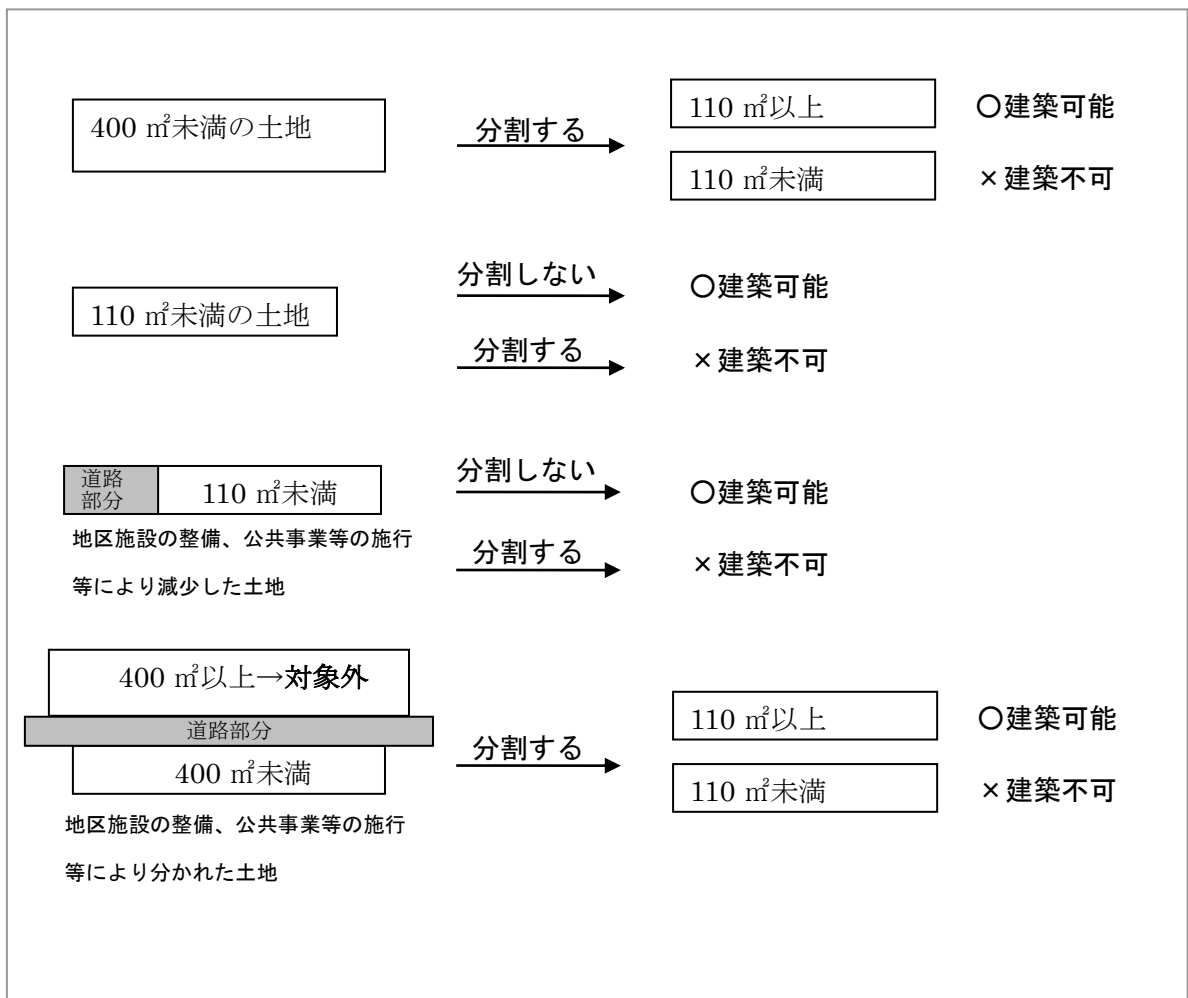 400 ㎡未満の土地
分割する
110 ㎡以上
○建築可能
110 ㎡未満
×建築不可
110 ㎡未満の土地
分割しない
○建築可能
分割する
×建築不可
道路
部分
110 ㎡未満
地区施設の整備、公共事業等の施行
等により減少した土地
分割しない
○建築可能
分割する
×建築不可
400 ㎡以上→対象外
道路部分
400 ㎡未満
地区施設の整備、公共事業等の施行
等により分かれた土地
分割する
110 ㎡以上
○建築可能
110 ㎡未満
×建築不可